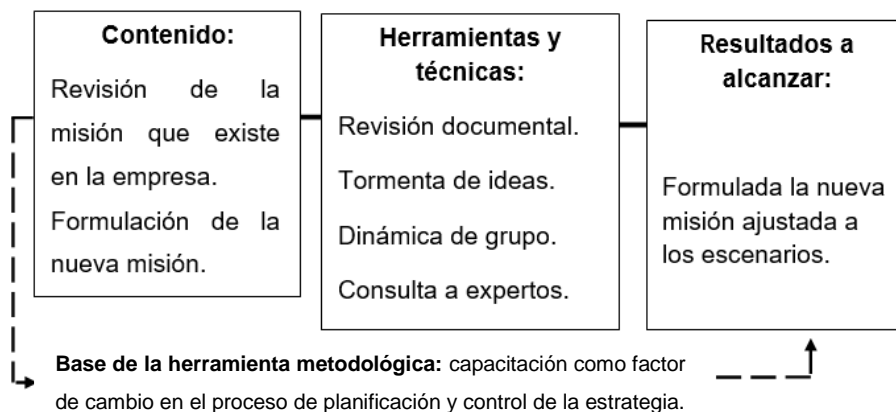 Contenido:
Revisión de la
misión que existe
en la empresa.
Formulación de la
nueva misión.
Herramientas y
técnicas:
Revisión documental.
Tormenta de ideas.
Dinámica de grupo.
Consulta a expertos.
Resultados a
alcanzar:
Formulada la nueva
misión ajustada a
los escenarios.
Base de la herramienta metodológica: capacitación como factor
de cambio en el proceso de planificación y control de la estrategia.